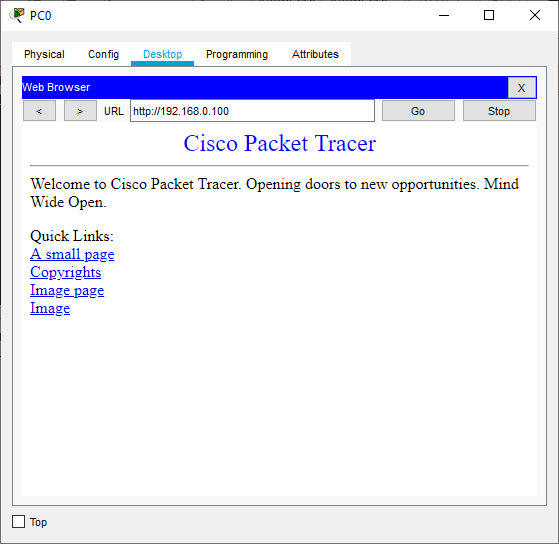 PC0
Physical Config Desktop Programming Attributes
Web Browser X
< > URL http://192.168.0.100 Go Stop
Cisco Packet Tracer
Welcome to Cisco Packet Tracer. Opening doors to new opportunities. Mind
Wide Open.
Quick Links:
A small page
Copyrights
Image page
Image
Top